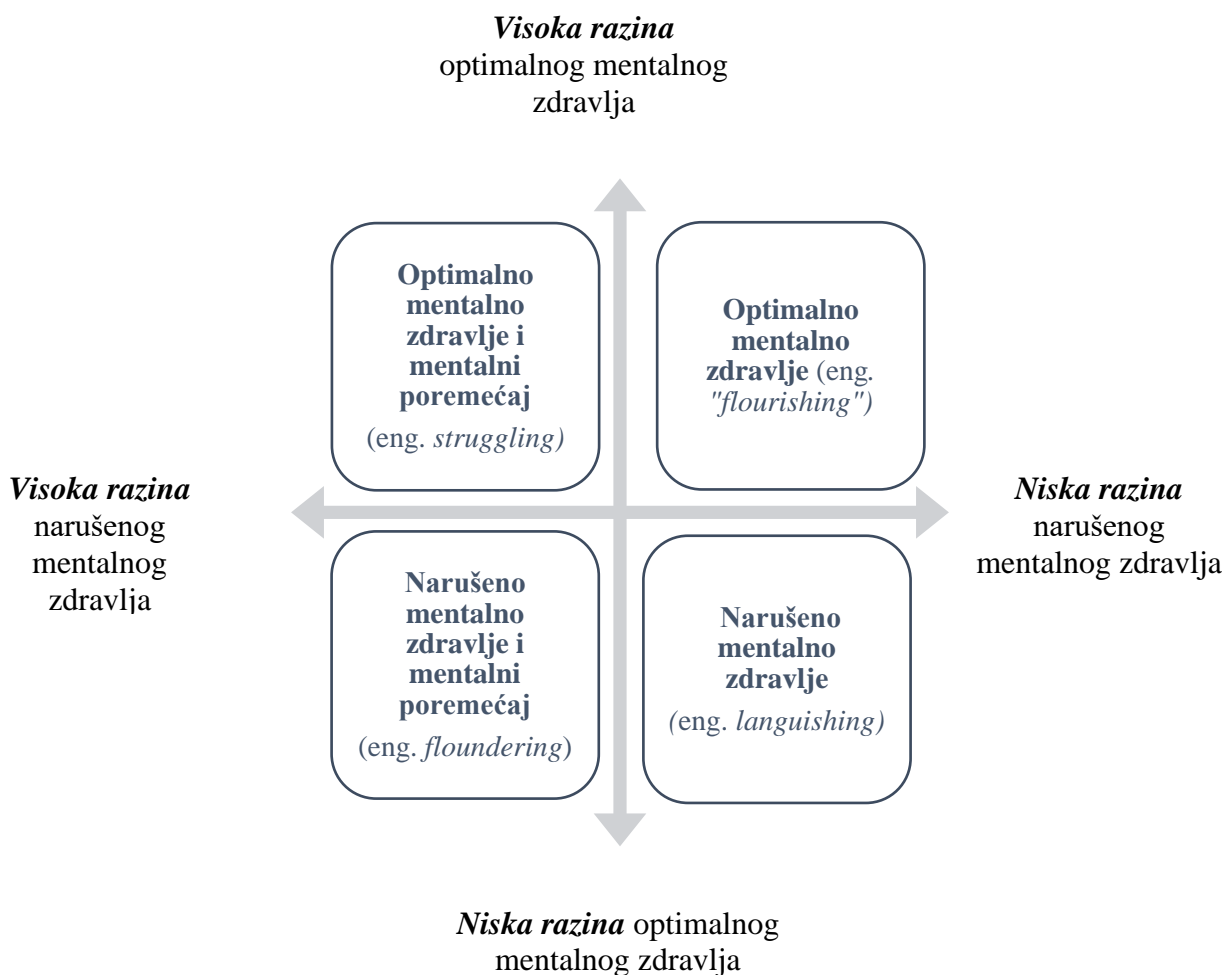 Visoka razina
optimalnog mentalnog
zdravlja
Optimalno
mentalno
zdravlje i
mentalni
poremećaj
(eng. struggling)
Optimalno
mentalno
zdravlje (eng.
"flourishing")
Visoka razina
narušenog
mentalnog
zdravlja
Niska razina
narušenog
mentalnog zdravlja
Narušeno
mentalno
zdravlje i
mentalni
poremećaj
(eng. floundering)
Narušeno
mentalno
zdravlje
(eng. languishing)
Niska razina optimalnog
mentalnog zdravlja